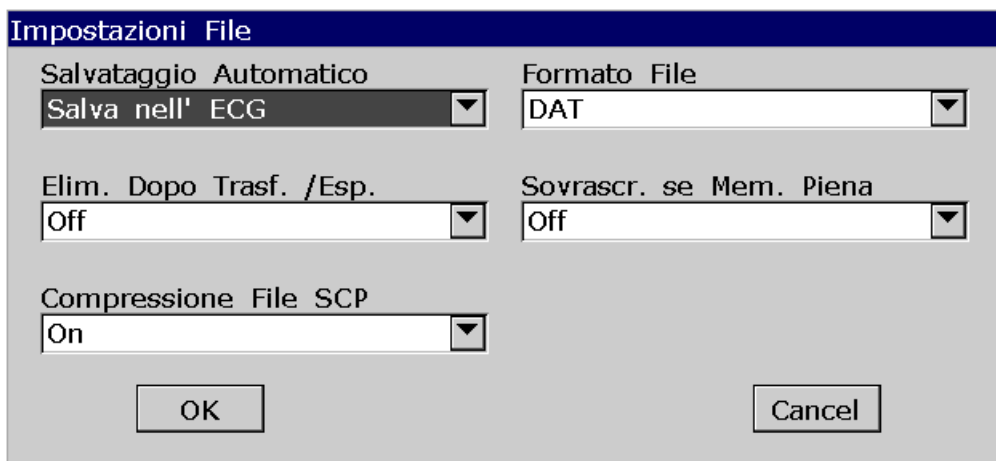 Impostazioni File
Salvataggio Automatico
Formato File
Salva nell' ECG
DAT
Elim. Dopo Trasf. /Esp.
Sovrascr. se Mem. Piena
Off
Off
Compressione File SCP
On
OK
Cancel